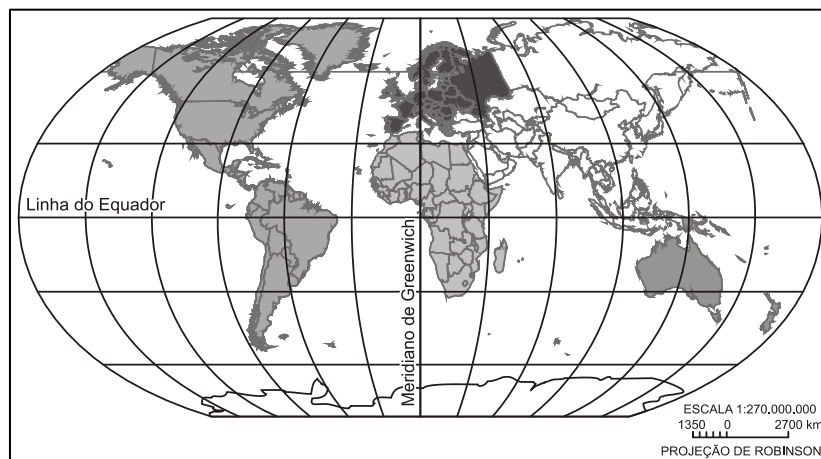 Linha do Equador
Meridiano de Greenwich
ESCALA 1:270.000.000
1350 0 2700 km
PROJEÇÃO DE ROBINSON